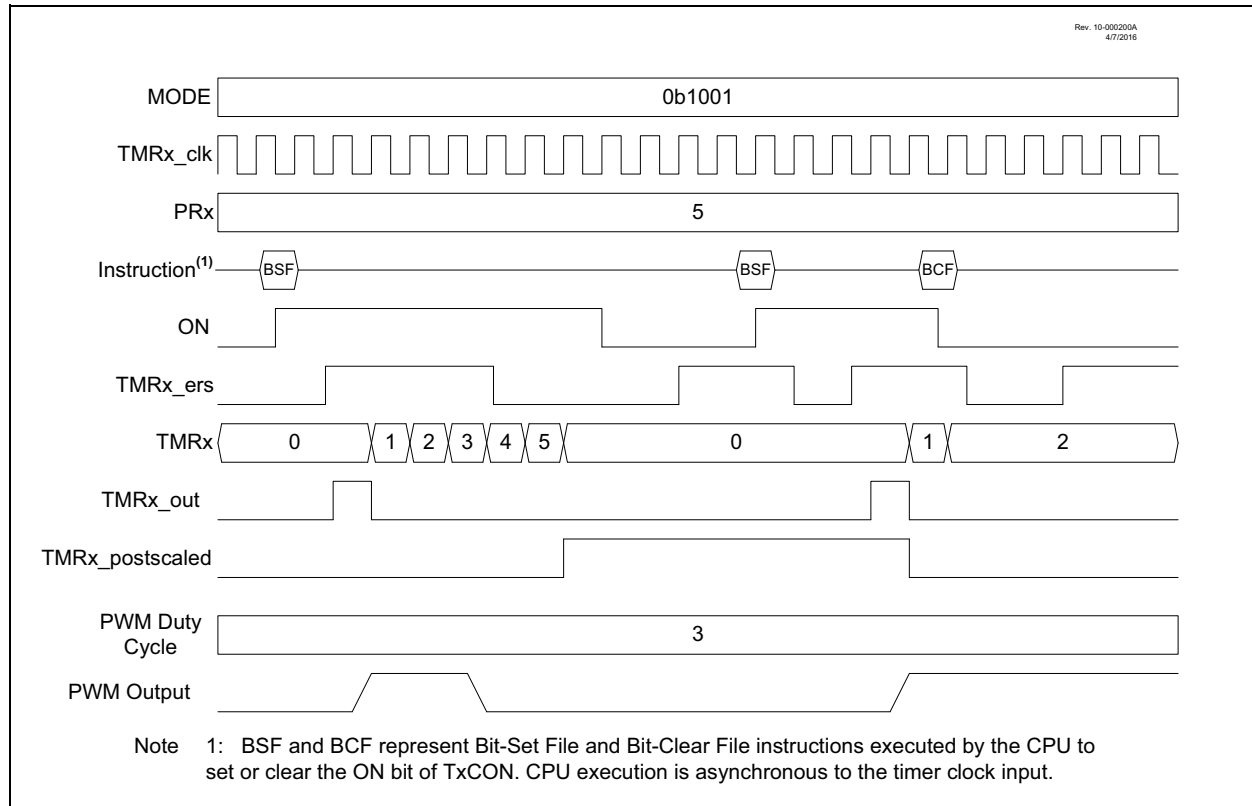 Rev. 10-000200A
4/7/2016
MODE 0b1001
TMRx_clk
PRx 5
Instruction(1) BSF BSF BCF
ON
TMRx_ers
TMRx 0 1 2 3 4 5 0 1 2
TMRx_out
TMRx_postscaled
PWM Duty
Cycle 3
PWM Output
Note 1: BSF and BCF represent Bit-Set File and Bit-Clear File instructions executed by the CPU to
set or clear the ON bit of TxCON. CPU execution is asynchronous to the timer clock input.